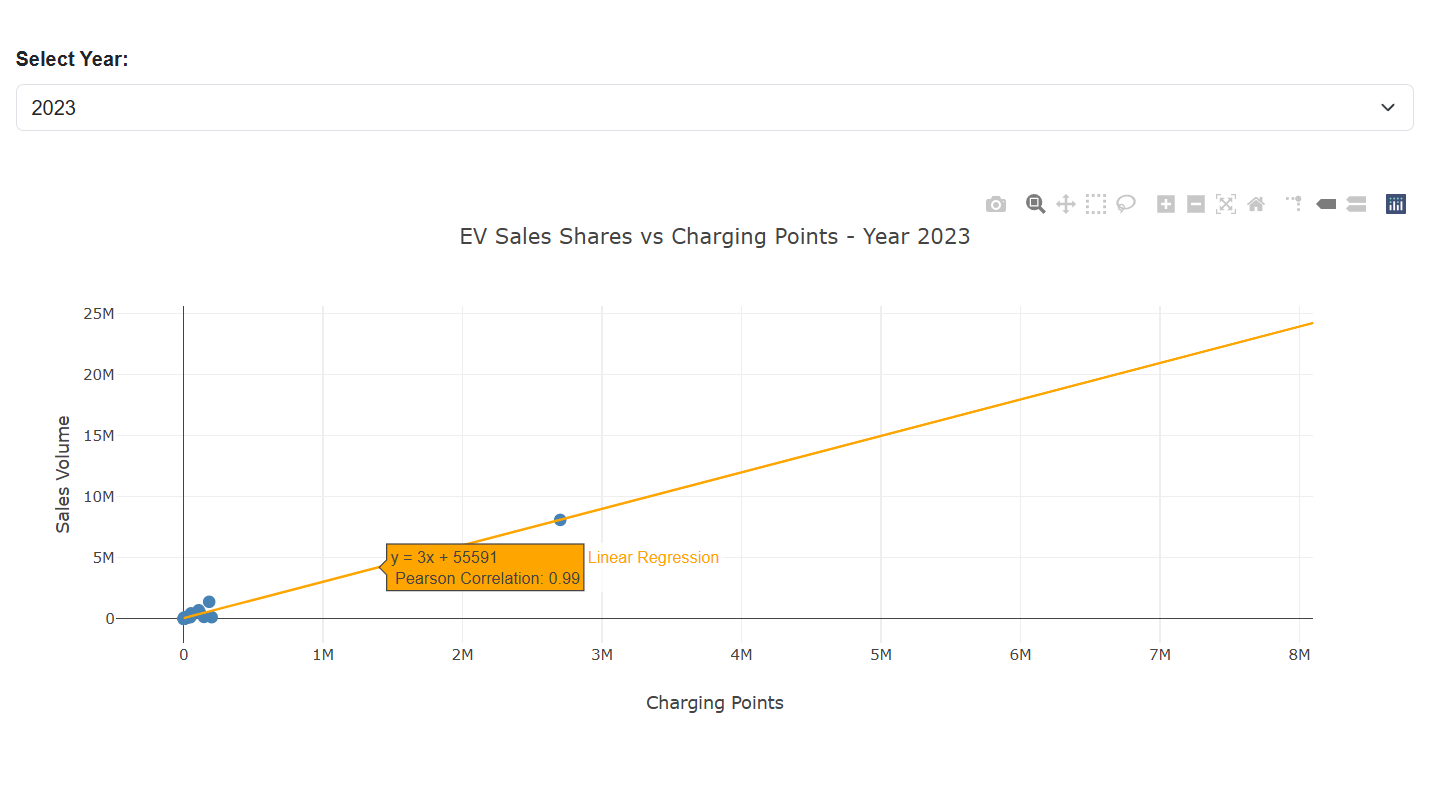 Select Year:
2023
EV Sales Shares vs Charging Points - Year 2023
25M
20M
15M
10M
5M
0
Sales Volume
y = 3x + 55591
Pearson Correlation: 0.99
Linear Regression
0 1M 2M 3M 4M 5M 6M 7M 8M
Charging Points